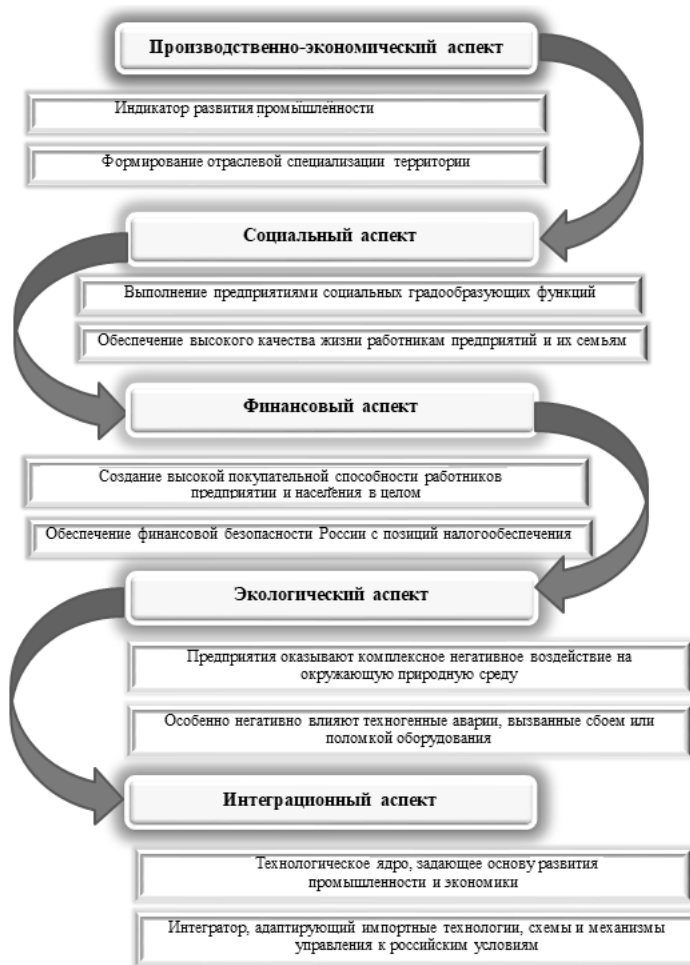 Производственно-экономический аспект
Индикатор развития промышленности
Формирование отраслевой специализации территории
Социальный аспект
Выполнение предприятиями социальных градообразующих функций
Обеспечение высокого качества жизни работникам предприятий и их семьям
Финансовый аспект
Создание высокой покупательной способности работников
предприятии и населения в целом
Обеспечение финансовой безопасности России с позиций налогообеспечения
Экологический аспект
Предприятия оказывают комплексное негативное воздействие на
окружающую природную среду
Особенно негативно влияют техногенные аварии, вызванные сбоем или
поломкой оборудования
Интеграционный аспект
Технологическое ядро, задающее основу развития
промышленности и экономики
Интегратор, адаптирующий импортные технологии, схемы и механизмы
управления к российским условиям